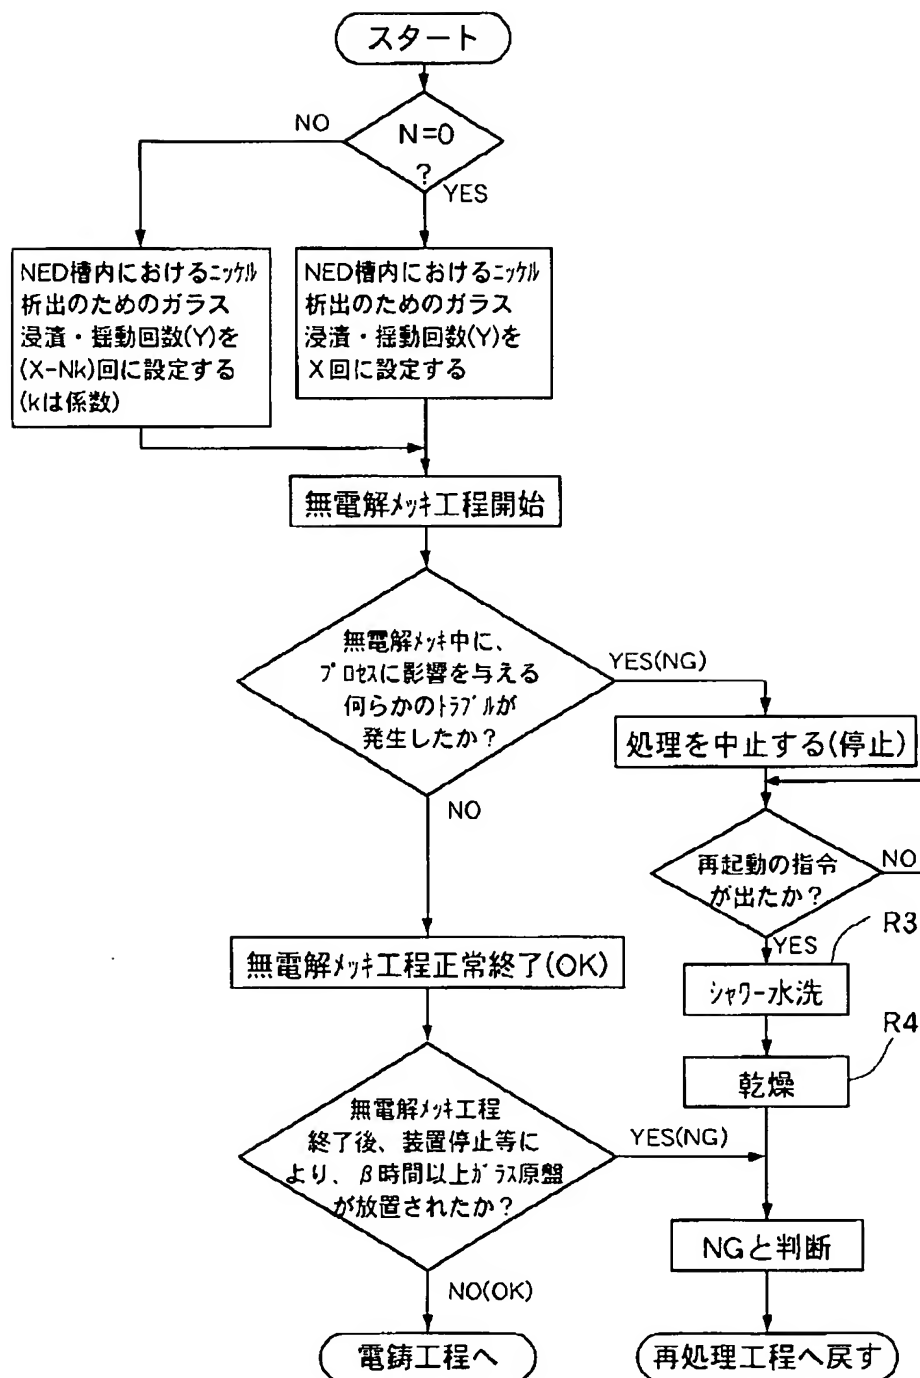 スタート
N=0
?
NO
YES
NED槽内におけるニッケル
析出のためのガラス
浸漬・揺動回数(Y)を
(X-Nk)回に設定する
(kは係数)
NED槽内におけるニッケル
析出のためのガラス
浸漬・揺動回数(Y)を
X回に設定する
無電解メッキ工程開始
無電解メッキ中に、
プロセスに影響を与える
何らかのトラブルが
発生したか?
YES(NG)
NO
処理を中止する(停止)
再起動の指令
が出たか?
NO
YES
R3
シャワー水洗
R4
乾燥
無電解メッキ工程正常終了(OK)
無電解メッキ工程
終了後、装置停止等に
より、β時間以上ガラス原盤
が放置されたか?
YES(NG)
NO(OK)
NGと判断
電鋳工程へ
再処理工程へ戻す